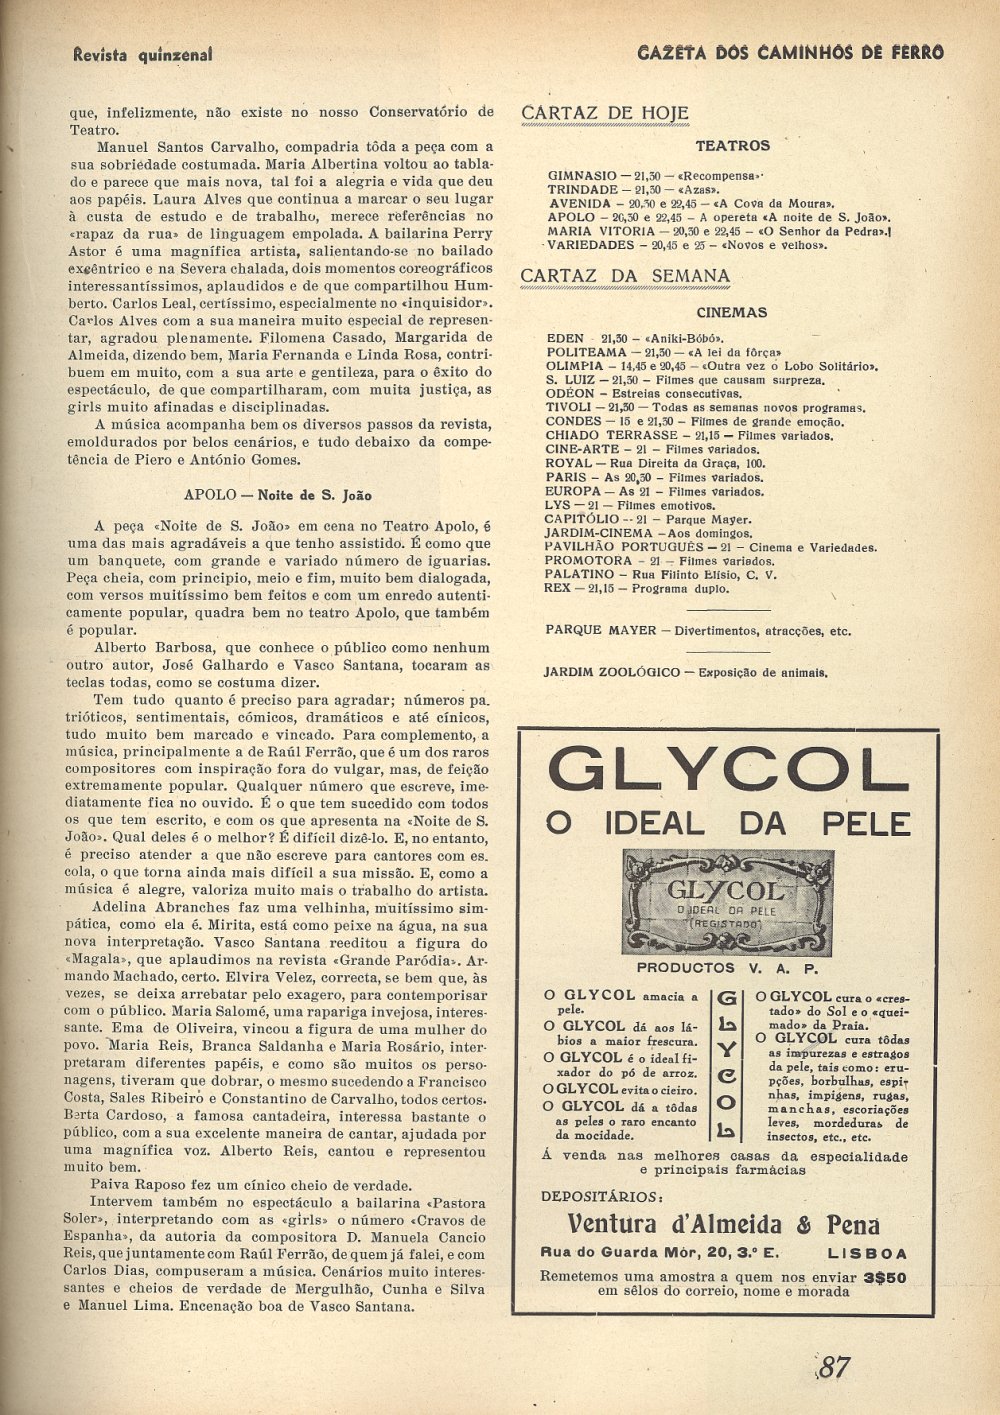 Revista quinzenal
GAZETA DOS CAMINHOS DE FERRO
que, infelizmente, não existe no nosso Conservatório de
Teatro.
Manuel Santos Carvalho, compadria tôda a peça com a
sua sobriedade costumada. Maria Albertina voltou ao tabla-
do e parece que mais nova, tal foi a alegria e vida que deu
aos papéis. Laura Alves que continua a marcar o seu lugar
à custa de estudo e de trabalho, merece referências no
«rapaz da rua» de linguagem empolada. A bailarina Perry
Astor é uma magnífica artista, salientando-se no bailado
excêntrico e na Severa chalada, dois momentos coreográficos
interessantíssimos, aplaudidos e de que compartilhou Hum-
berto. Carlos Leal, certíssimo, especialmente no «inquisidor».
Carlos Alves com a sua maneira muito especial de represen-
tar, agradou plenamente. Filomena Casado, Margarida de
Almeida, dizendo bem, Maria Fernanda e Linda Rosa, contri-
buem em muito, com a sua arte e gentileza, para o êxito do
espectáculo, de que compartilharam, com muita justiça, as
girls muito afinadas e disciplinadas.
A música acompanha bem os diversos passos da revista,
emoldurados por belos cenários, e tudo debaixo da compe-
tência de Piero e António Gomes.
APOLO — Noite de S. João
A peça «Noite de S. João» em cena no Teatro Apolo, é
uma das mais agradáveis a que tenho assistido. É como que
um banquete, com grande e variado número de iguarias.
Peça cheia, com principio, meio e fim, muito bem dialogada,
com versos muitíssimo bem feitos e com um enredo autenti-
camente popular, quadra bem no teatro Apolo, que também
é popular.
Alberto Barbosa, que conhece o público como nenhum
outro autor, José Galhardo e Vasco Santana, tocaram as
teclas todas, como se costuma dizer.
Tem tudo quanto é preciso para agradar; números pa.
trióticos, sentimentais, cómicos, dramáticos e até cínicos,
tudo muito bem marcado e vincado. Para complemento, a
música, principalmente a de Raúl Ferrão, que é um dos raros
compositores com inspiração fora do vulgar, mas, de feição
extremamente popular. Qualquer número que escreve, ime-
diatamente fica no ouvido. É o que tem sucedido com todos
os que tem escrito, e com os que apresenta na «Noite de S.
João». Qual deles é o melhor? É difícil dizê-lo. E, no entanto,
é preciso atender a que não escreve para cantores com es.
cola, o que torna ainda mais difícil a sua missão. E, como a
música é alegre, valoriza muito mais o trabalho do artista.
Adelina Abranches faz uma velhinha, muitíssimo sim-
pática, como ela é. Mirita, está como peixe na água, na sua
nova interpretação. Vasco Santana reeditou a figura do
«Magala», que aplaudimos na revista «Grande Paródia». Ar-
mando Machado, certo. Elvira Velez, correcta, se bem que, às
vezes, se deixa arrebatar pelo exagero, para contemporisar
com o público. Maria Salomé, uma rapariga invejosa, interes-
sante. Ema de Oliveira, vincou a figura de uma mulher do
povo. Maria Reis, Branca Saldanha e Maria Rosário, inter-
pretaram diferentes papéis, e como são muitos os perso-
nagens, tiveram que dobrar, o mesmo sucedendo a Francisco
Costa, Sales Ribeiro e Constantino de Carvalho, todos certos.
Berta Cardoso, a famosa cantadeira, interessa bastante o
público, com a sua excelente maneira de cantar, ajudada por
uma magnífica voz. Alberto Reis, cantou e representou
muito bem.
Paiva Raposo fez um cínico cheio de verdade.
Intervem também no espectáculo a bailarina «Pastora
Soler», interpretando com as «girls» o número «Cravos de
Espanha», da autoria da compositora D. Manuela Cancio
Reis, que juntamente com Raúl Ferrão, de quem já falei, e com
Carlos Dias, compuseram a música. Cenários muito interes-
santes e cheios de verdade de Mergulhão, Cunha e Silva
e Manuel Lima. Encenação boa de Vasco Santana.
CARTAZ DE HOJE
TEATROS
GIMNASIO — 21,30 — «Recompensa»
TRINDADE — 21,30 — «Azas».
AVENIDA - 20,30 e 22,45 — «A Cova da Moura».
APOLO - 20,30 e 22,45 - A opereta «A noite de S. João».
MARIA VITORIA — 20,30 e 22,45 - «O Senhor da Pedra».
VARIEDADES - 20,45 e 23 - «Novos e velhos».
CARTAZ DA SEMANA
CINEMAS
EDEN - 21,30 - «Aniki-Bóbó».
POLITEAMA — 21,30 — «A lei da fôrça»
OLIMPIA — 14,45 e 20,45 — «Outra vez o Lobo Solitário».
S. LUIZ — 21,30 - Filmes que causam surpreza.
ODÉON - Estreias consecutivas.
TIVOLI — 21,30 — Todas as semanas novos programas.
CONDES — 15 e 21,30 - Filmes de grande emoção.
CHIADO TERRASSE - 21,15 — Filmes variados.
CINE-ARTE - 21 - Filmes variados.
ROYAL — Rua Direita da Graça, 100.
PARIS - As 20,30 - Filmes variados.
EUROPA — As 21 - Filmes variados.
LYS — 21 — Filmes emotivos.
CAPITÓLIO -- 21 — Parque Mayer.
JARDIM-CINEMA - Aos domingos.
PAVILHÃO PORTUGUÊS — 21 - Cinema e Variedades.
PROMOTORA - 21 — Filmes variados.
PALATINO — Rua Filinto Elísio, C. V.
REX — 21,15 — Programa duplo.
PARQUE MAYER — Divertimentos, atracções, etc.
JARDIM ZOOLÓGICO — Exposição de animais.
GLYCOL
O IDEAL DA PELE
GLYCOL
O IDEAL DA PELE
(REGISTADO)
PRODUCTOS V. A. P.
O GLYCOL amacia a
pele.
O GLYCOL dá aos lá-
bios a maior frescura.
O GLYCOL é o ideal fi-
xador do pó de arroz.
O GLYCOL evita o cieiro.
O GLYCOL dá a tôdas
as peles o raro encanto
da mocidade.
G
L
Y
C
O
L
O GLYCOL cura o «cres-
tado» do Sol e o «quei-
mado» da Praia.
O GLYCOL cura tôdas
as impurezas e estragos
da pele, tais como: eru-
pções, borbulhas, espi-
nhas, impigens, rugas,
manchas, escoriações
leves, mordeduras de
insectos, etc., etc.
Á venda nas melhores casas da especialidade
e principais farmácias
DEPOSITÁRIOS:
Ventura d'Almeida & Pena
Rua do Guarda Mór, 20, 3.º E. LISBOA
Remetemos uma amostra a quem nos enviar 3$50
em sêlos do correio, nome e morada
87